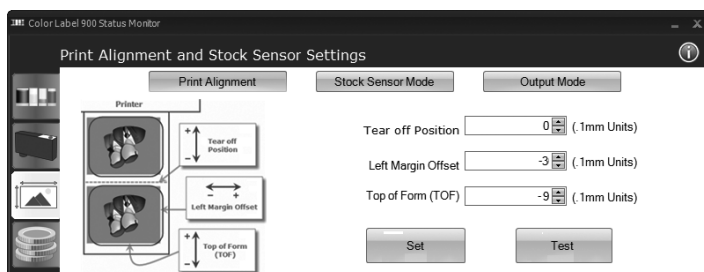 Color Label 900 Status Monitor
Print Alignment and Stock Sensor Settings
Print Alignment
Stock Sensor Mode
Output Mode
Printer
+
Tear off
Position
-
- +
Left Margin Offset
+
Top of Form
(TOF)
-
Tear off Position 0 (.1mm Units)
Left Margin Offset -3 (.1mm Units)
Top of Form (TOF) -9 (.1mm Units)
Set
Test